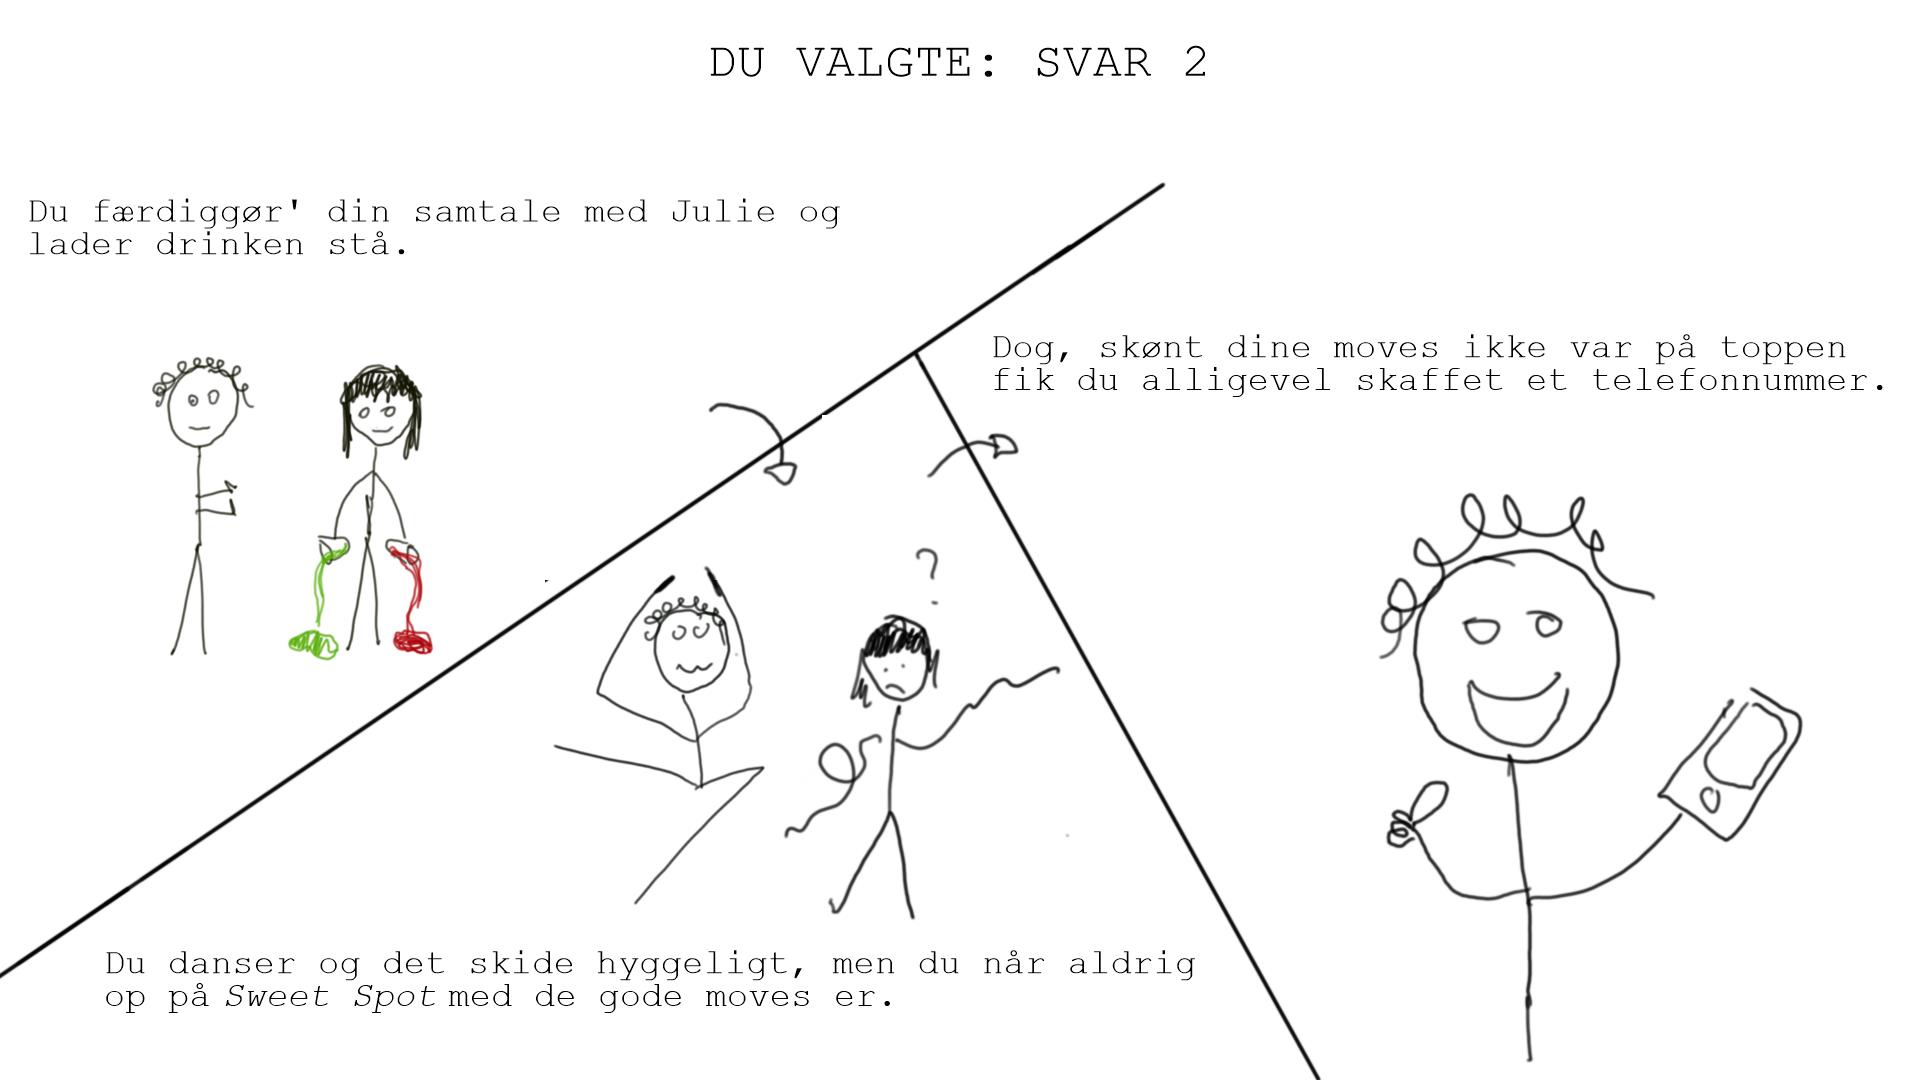 DU VALGTE: SVAR 2
Du færdiggør' din samtale med Julie og
lader drinken stå.
Dog, skønt dine moves ikke var på toppen
fik du alligevel skaffet et telefonnummer.
?
Du danser og det skide hyggeligt, men du når aldrig
op på Sweet Spot med de gode moves er.